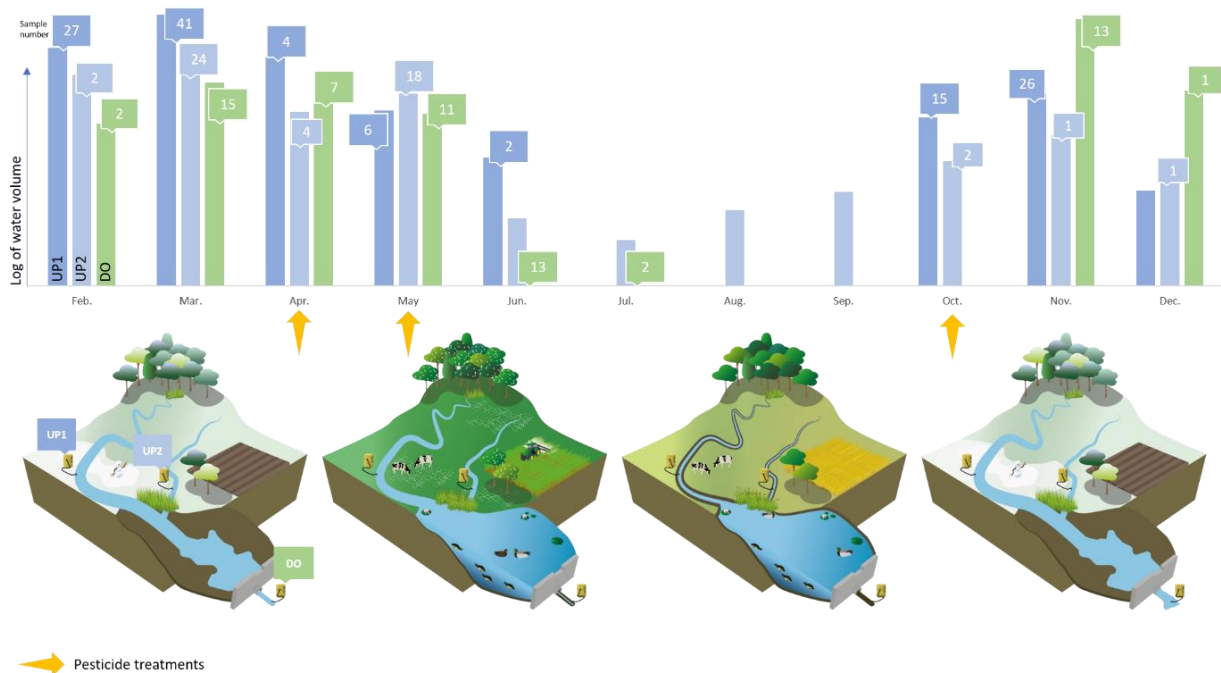 Sample
number
27
2
2
41
24
15
4
4
7
6
18
11
2
13
2
15
2
26
1
13
1
1
Log of water volume
UP1
UP2
DO
Feb.
Mar.
Apr.
May
Jun.
Jul.
Aug.
Sep.
Oct.
Nov.
Dec.
UP1
UP2
DO
Pesticide treatments